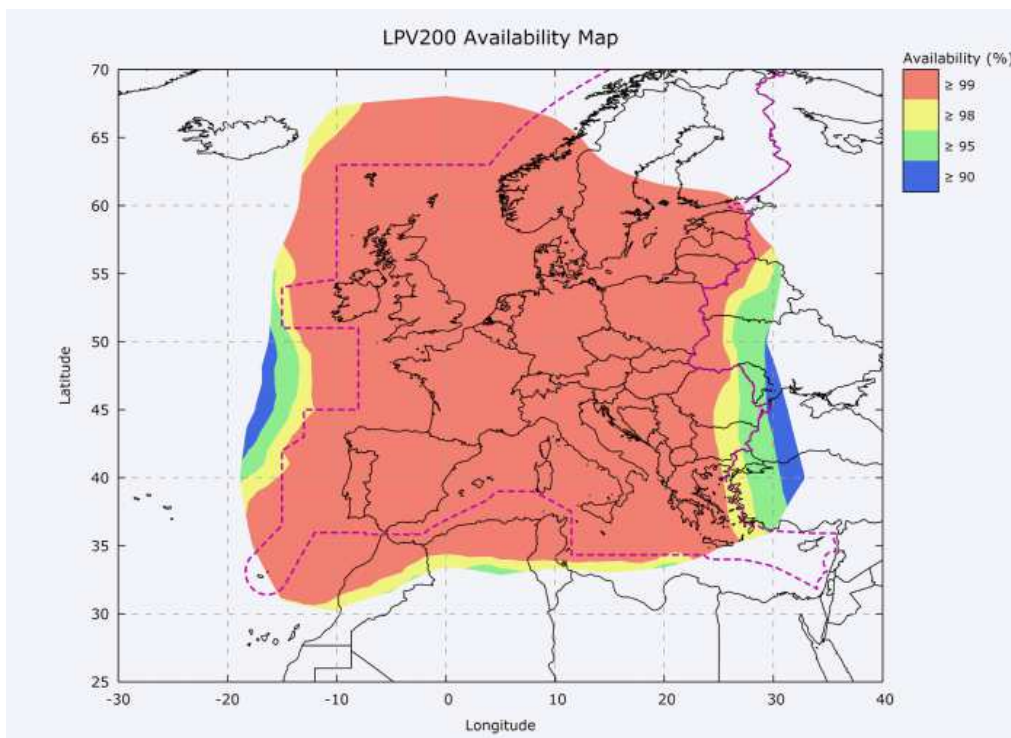 LPV200 Availability Map
Availability (%)
≥ 99
≥ 98
≥ 95
≥ 90
70
65
60
55
50
45
40
35
30
25
Latitude
-30 -20 -10 0 10 20 30 40
Longitude